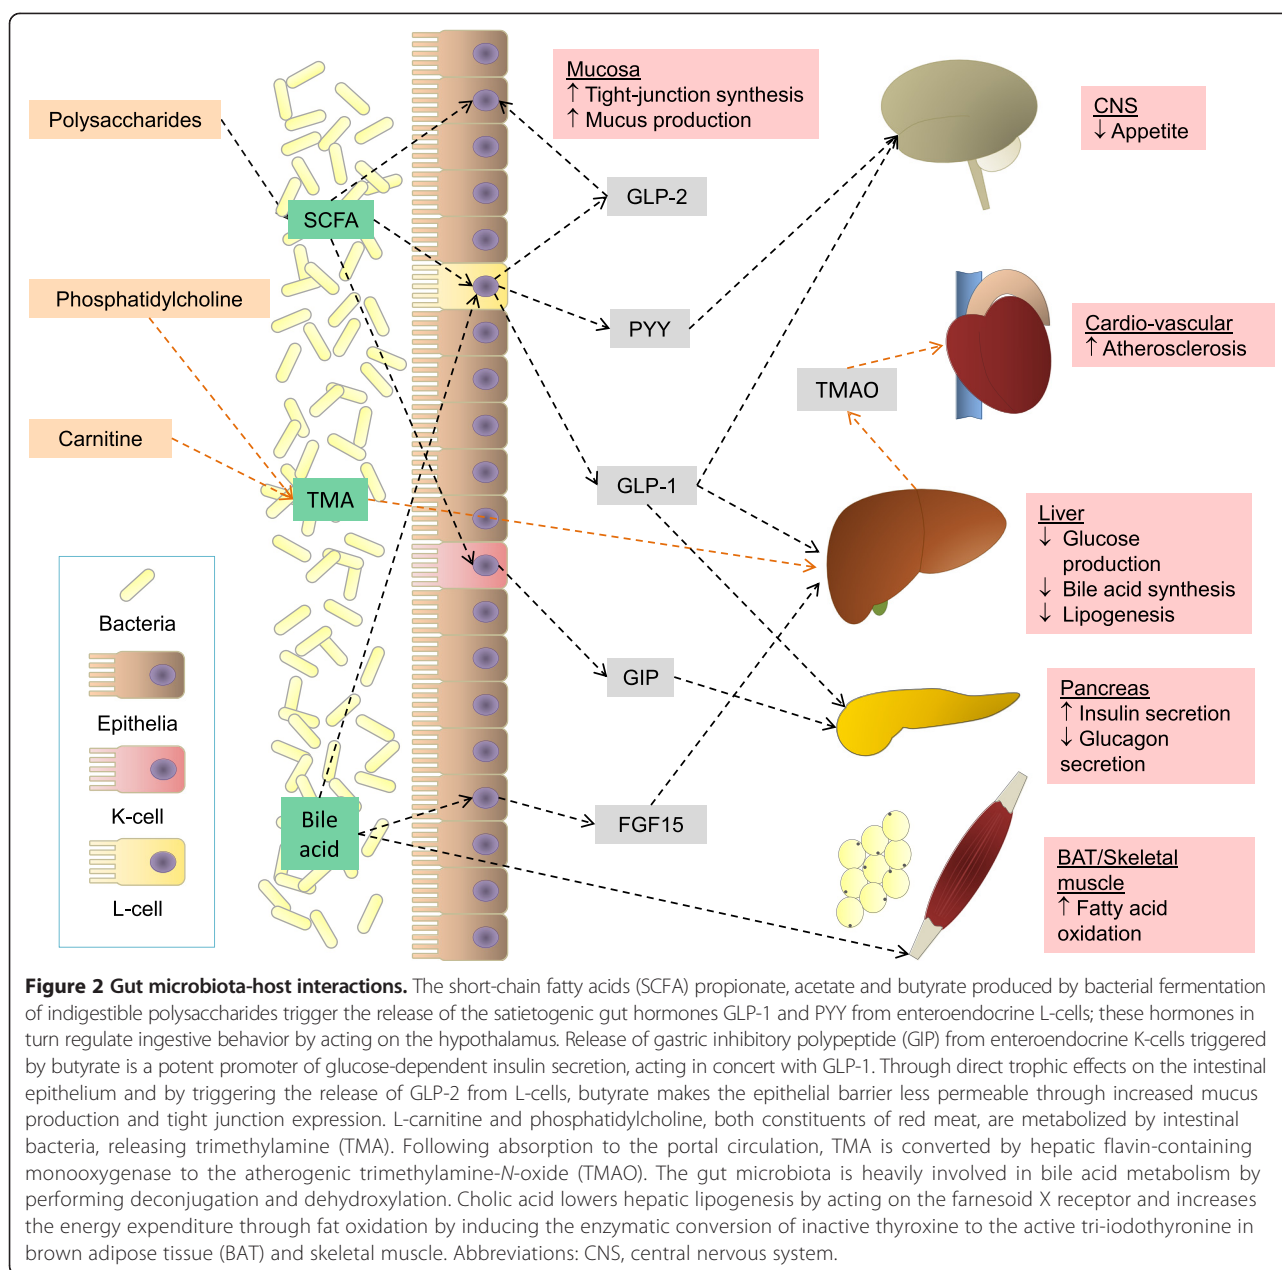 Polysaccharides
Phosphatidylcholine
Carnitine
SCFA
TMA
Bile
acid
Bacteria
Epithelia
K-cell
L-cell
Mucosa
↑ Tight-junction synthesis
↑ Mucus production
GLP-2
PYY
GLP-1
GIP
FGF15
TMAO
CNS
↓ Appetite
Cardio-vascular
↑ Atherosclerosis
Liver
↓ Glucose
production
↓ Bile acid synthesis
↓ Lipogenesis
Pancreas
↑ Insulin secretion
↓ Glucagon
secretion
BAT/Skeletal
muscle
↑ Fatty acid
oxidation
Figure 2 Gut microbiota-host interactions. The short-chain fatty acids (SCFA) propionate, acetate and butyrate produced by bacterial fermentation
of indigestible polysaccharides trigger the release of the satietogenic gut hormones GLP-1 and PYY from enteroendocrine L-cells; these hormones in
turn regulate ingestive behavior by acting on the hypothalamus. Release of gastric inhibitory polypeptide (GIP) from enteroendocrine K-cells triggered
by butyrate is a potent promoter of glucose-dependent insulin secretion, acting in concert with GLP-1. Through direct trophic effects on the intestinal
epithelium and by triggering the release of GLP-2 from L-cells, butyrate makes the epithelial barrier less permeable through increased mucus
production and tight junction expression. L-carnitine and phosphatidylcholine, both constituents of red meat, are metabolized by intestinal
bacteria, releasing trimethylamine (TMA). Following absorption to the portal circulation, TMA is converted by hepatic flavin-containing
monooxygenase to the atherogenic trimethylamine-N-oxide (TMAO). The gut microbiota is heavily involved in bile acid metabolism by
performing deconjugation and dehydroxylation. Cholic acid lowers hepatic lipogenesis by acting on the farnesoid X receptor and increases
the energy expenditure through fat oxidation by inducing the enzymatic conversion of inactive thyroxine to the active tri-iodothyronine in
brown adipose tissue (BAT) and skeletal muscle. Abbreviations: CNS, central nervous system.